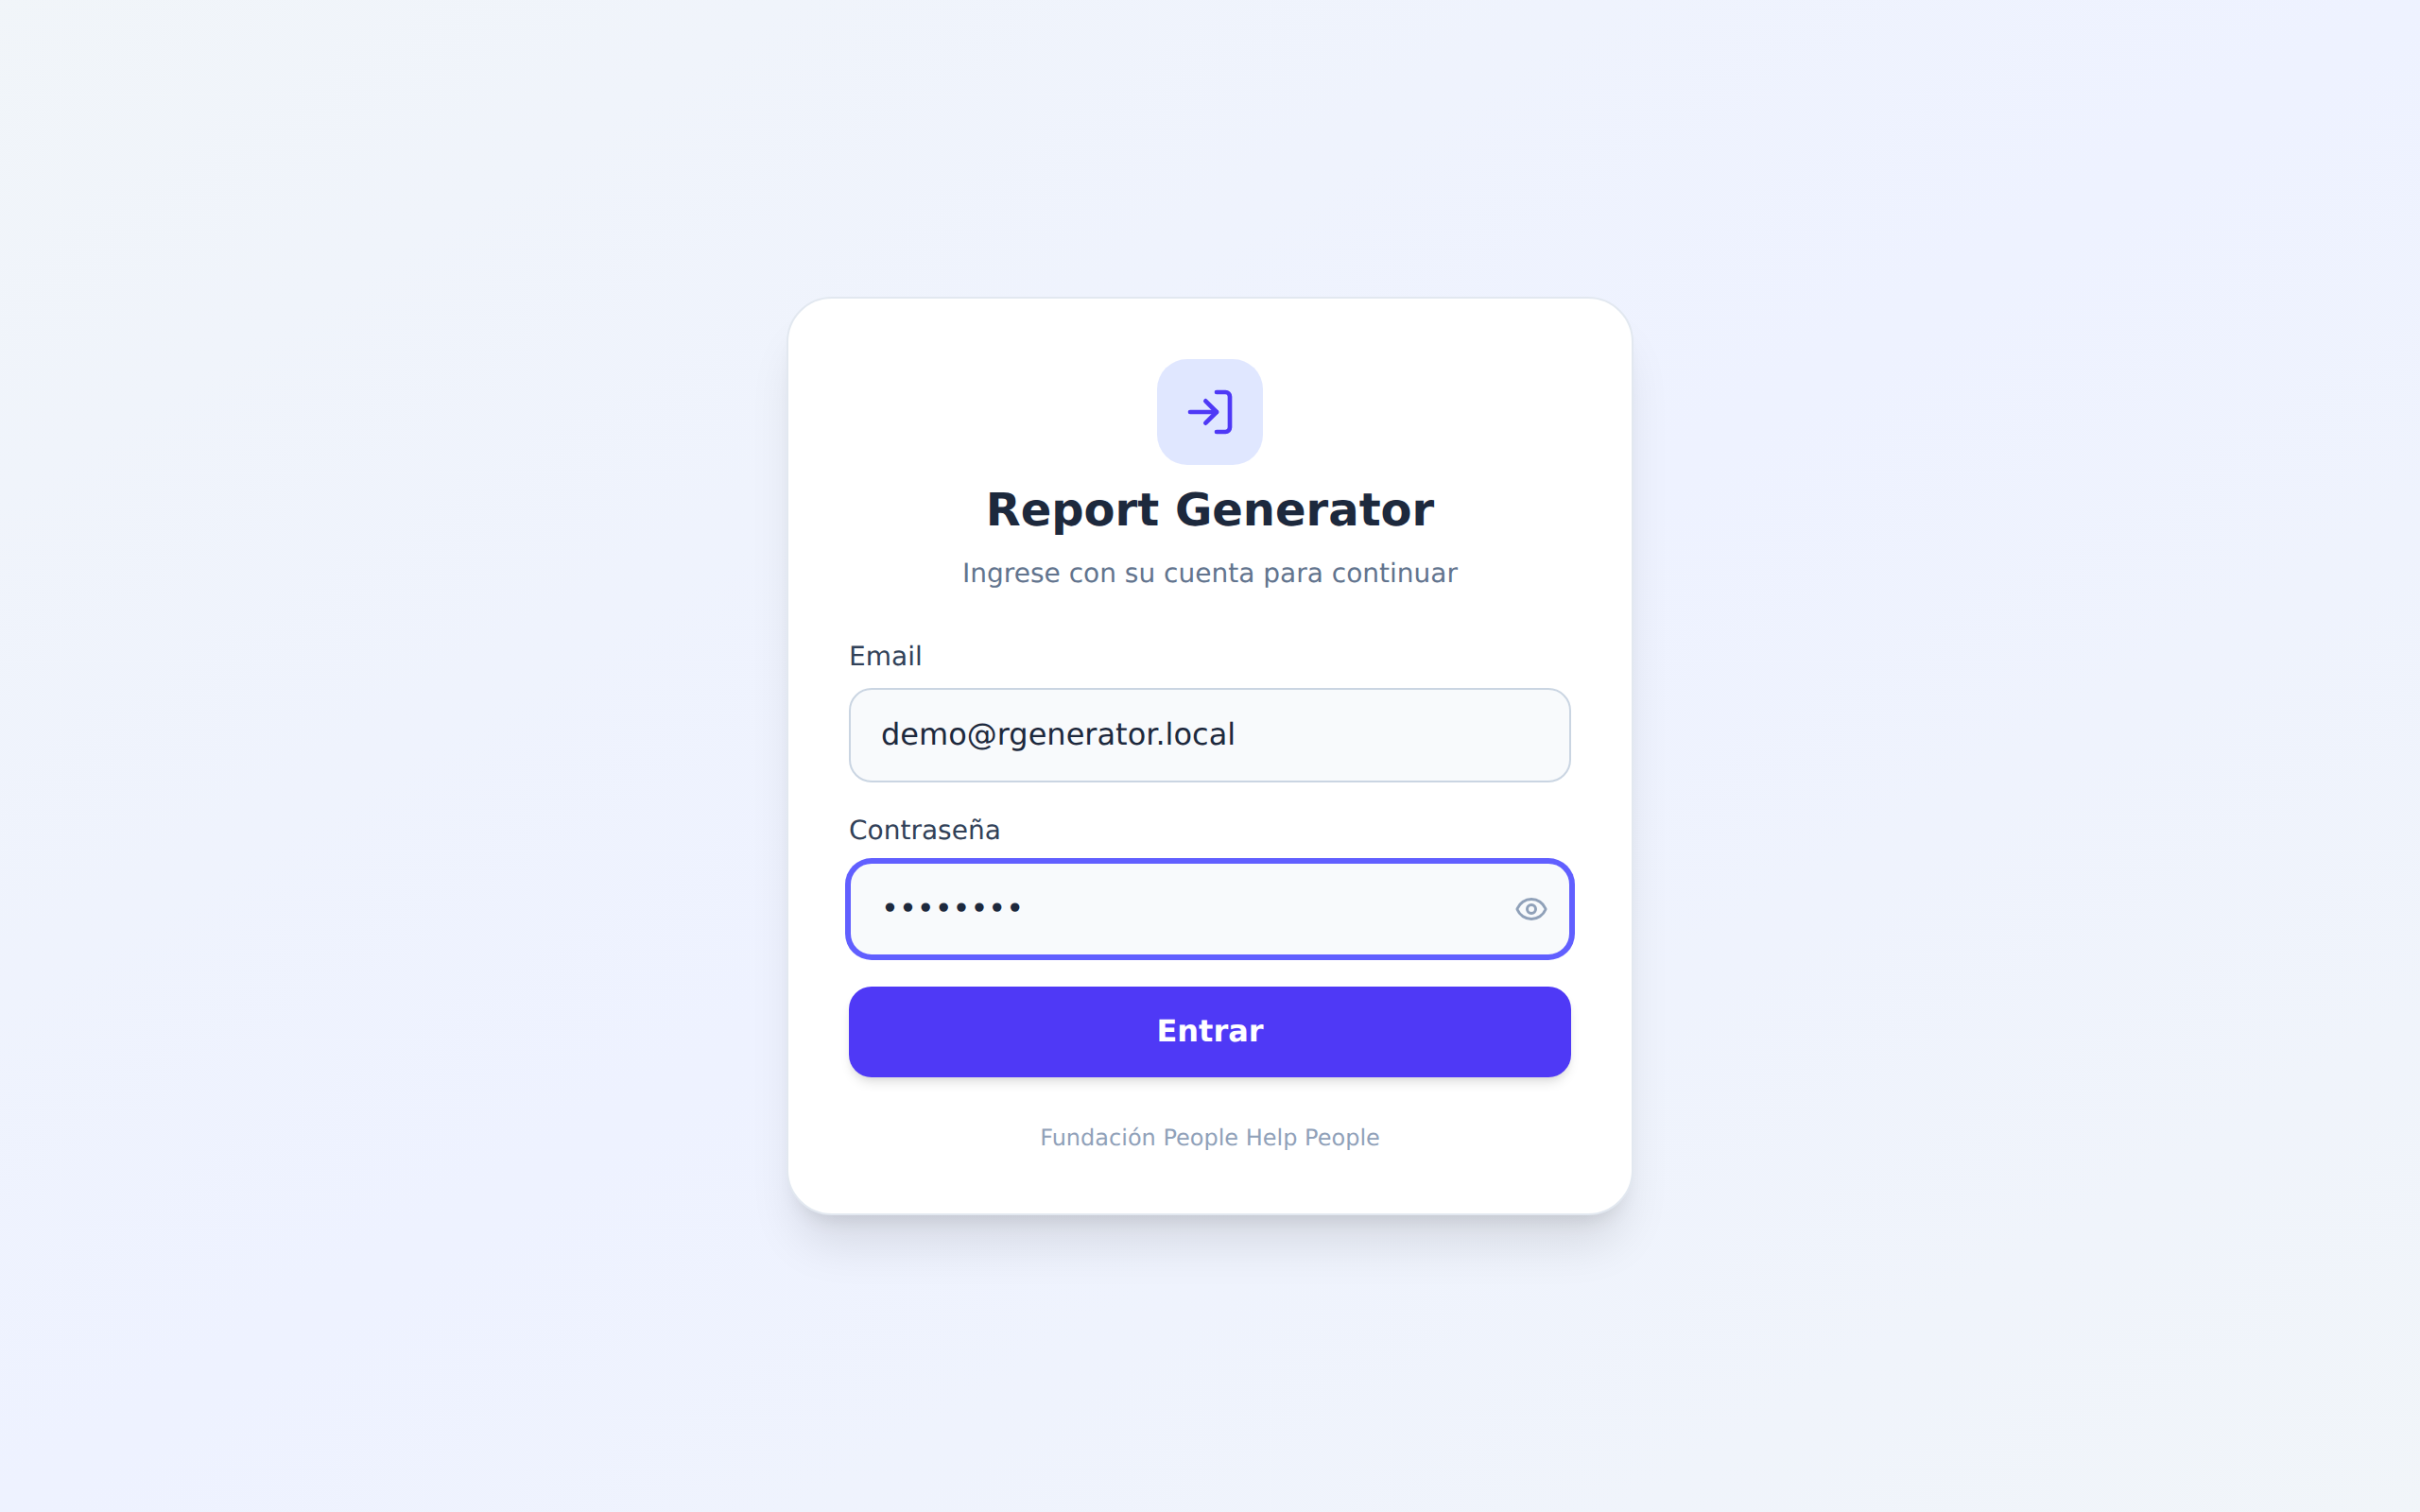 Report Generator
Ingrese con su cuenta para continuar
Email
demo@rgenerator.local
Contraseña
••••••••
Entrar
Fundación People Help People